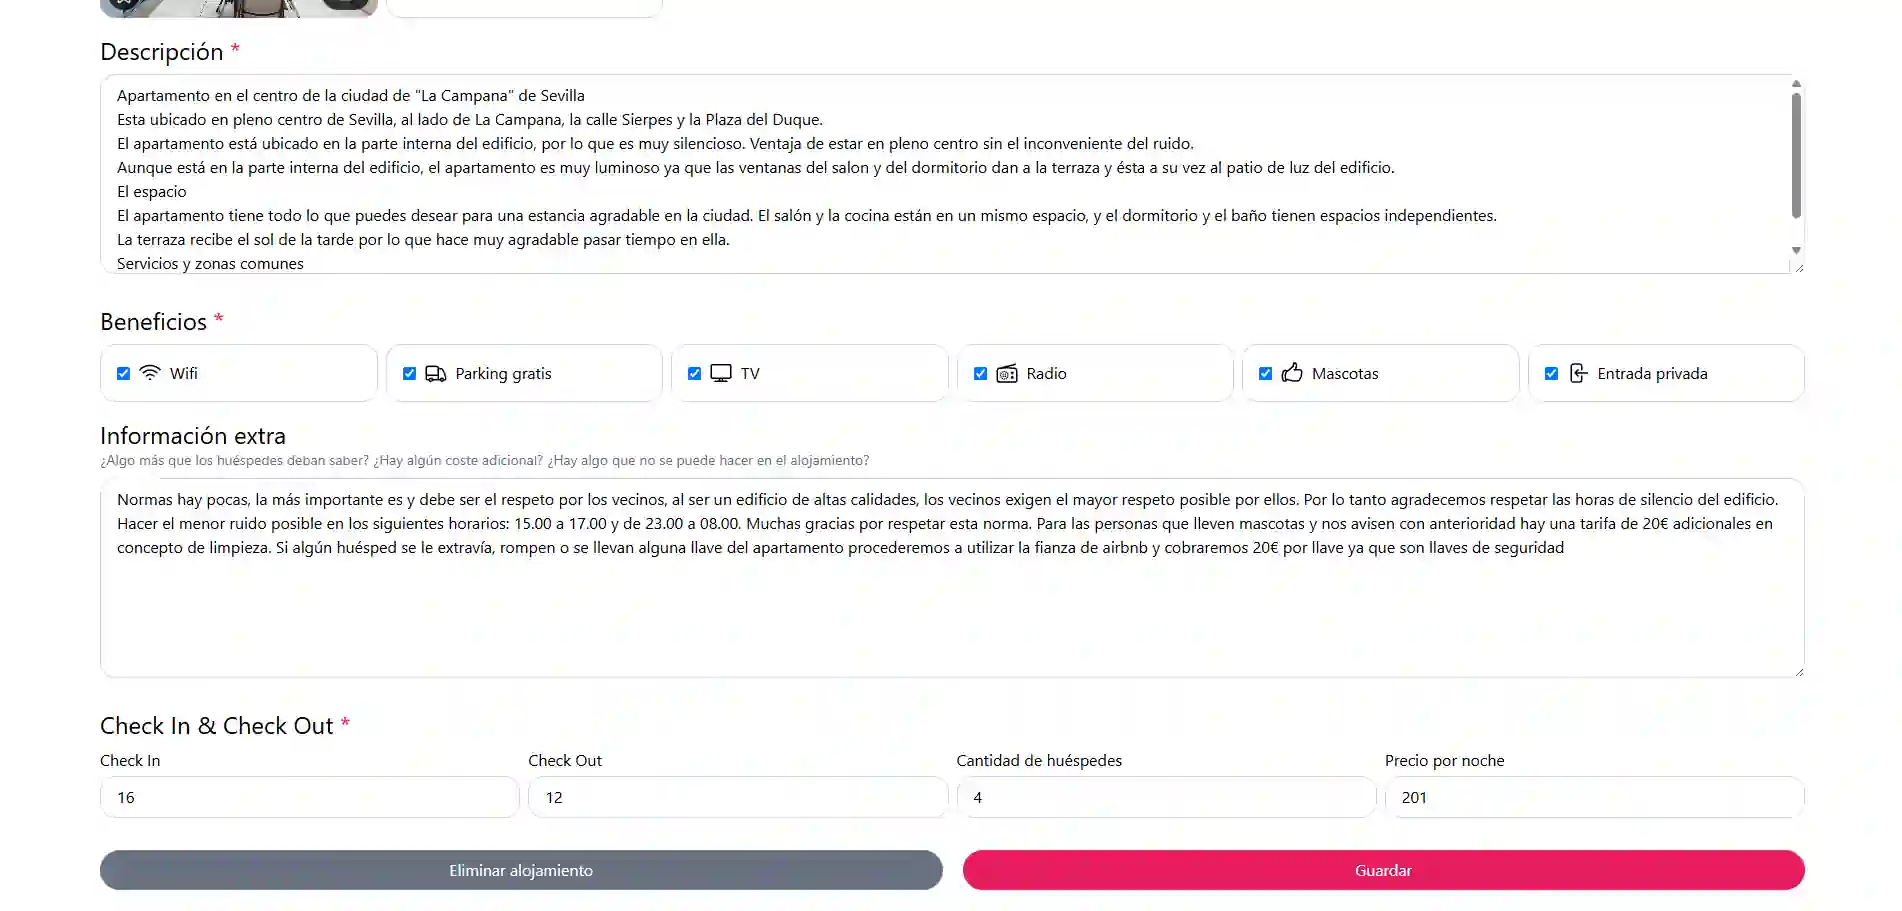 Descripción *
Apartamento en el centro de la ciudad de "La Campana" de Sevilla
Esta ubicado en pleno centro de Sevilla, al lado de La Campana, la calle Sierpes y la Plaza del Duque.
El apartamento está ubicado en la parte interna del edificio, por lo que es muy silencioso. Ventaja de estar en pleno centro sin el inconveniente del ruido.
Aunque está en la parte interna del edificio, el apartamento es muy luminoso ya que las ventanas del salon y del dormitorio dan a la terraza y ésta a su vez al patio de luz del edificio.
El espacio
El apartamento tiene todo lo que puedes desear para una estancia agradable en la ciudad. El salón y la cocina están en un mismo espacio, y el dormitorio y el baño tienen espacios independientes.
La terraza recibe el sol de la tarde por lo que hace muy agradable pasar tiempo en ella.
Servicios y zonas comunes
Beneficios *
Wifi
Parking gratis
TV
Radio
Mascotas
Entrada privada
Información extra
¿Algo más que los huéspedes deban saber? ¿Hay algún coste adicional? ¿Hay algo que no se puede hacer en el alojamiento?
Normas hay pocas, la más importante es y debe ser el respeto por los vecinos, al ser un edificio de altas calidades, los vecinos exigen el mayor respeto posible por ellos. Por lo tanto agradecemos respetar las horas de silencio del edificio.
Hacer el menor ruido posible en los siguientes horarios: 15.00 a 17.00 y de 23.00 a 08.00. Muchas gracias por respetar esta norma. Para las personas que lleven mascotas y nos avisen con anterioridad hay una tarifa de 20€ adicionales en
concepto de limpieza. Si algún huésped se le extravía, rompen o se llevan alguna llave del apartamento procederemos a utilizar la fianza de airbnb y cobraremos 20€ por llave ya que son llaves de seguridad
Check In & Check Out *
Check In
Check Out
Cantidad de huéspedes
Precio por noche
16
12
4
201
Eliminar alojamiento
Guardar